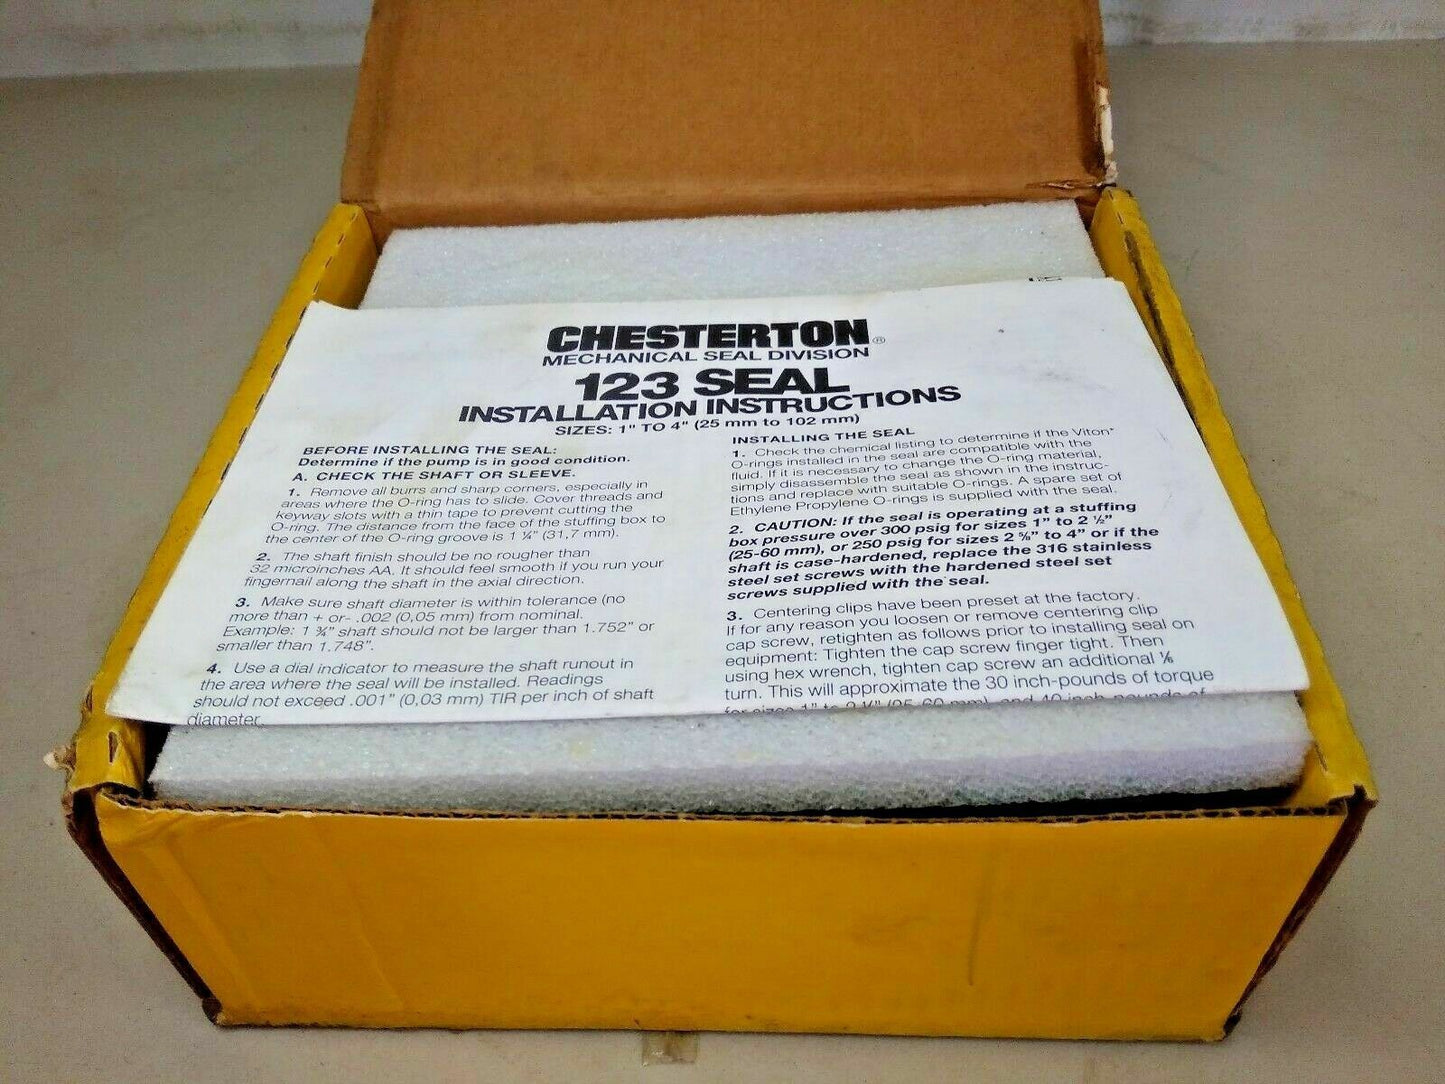 CHESTERTON®
MECHANICAL SEAL DIVISION
123 SEAL
INSTALLATION INSTRUCTIONS
SIZES: 1" TO 4" (25 mm to 102 mm)
BEFORE INSTALLING THE SEAL:
Determine if the pump is in good condition.
A. CHECK THE SHAFT OR SLEEVE.
1. Remove all burrs and sharp corners, especially in
areas where the O-ring has to slide. Cover threads and
keyway slots with a thin tape to prevent cutting the
O-ring. The distance from the face of the stuffing box to
the center of the O-ring groove is 1 ¼" (31,7 mm).
2. The shaft finish should be no rougher than
32 microinches AA. It should feel smooth if you run your
fingernail along the shaft in the axial direction.
3. Make sure shaft diameter is within tolerance (no
more than + or- .002 (0,05 mm) from nominal.
Example: 1 ¾" shaft should not be larger than 1.752" or
smaller than 1.748".
4. Use a dial indicator to measure the shaft runout in
the area where the seal will be installed. Readings
should not exceed .001" (0,03 mm) TIR per inch of shaft
diameter.
INSTALLING THE SEAL
1. Check the chemical listing to determine if the Viton*
O-rings installed in the seal are compatible with the
fluid. If it is necessary to change the O-ring material,
simply disassemble the seal as shown in the instruc-
tions and replace with suitable O-rings. A spare set of
Ethylene Propylene O-rings is supplied with the seal.
2. CAUTION: If the seal is operating at a stuffing
box pressure over 300 psig for sizes 1" to 2 ½"
(25-60 mm), or 250 psig for sizes 2 ⅝" to 4" or if the
shaft is case-hardened, replace the 316 stainless
steel set screws with the hardened steel set
screws supplied with the seal.
3. Centering clips have been preset at the factory.
If for any reason you loosen or remove centering clip
cap screw, retighten as follows prior to installing seal on
equipment: Tighten the cap screw finger tight. Then
using hex wrench, tighten cap screw an additional ⅙
turn. This will approximate the 30 inch-pounds of torque
for sizes 1" to 2 ½" (25-60 mm), and 40 inch-pounds of